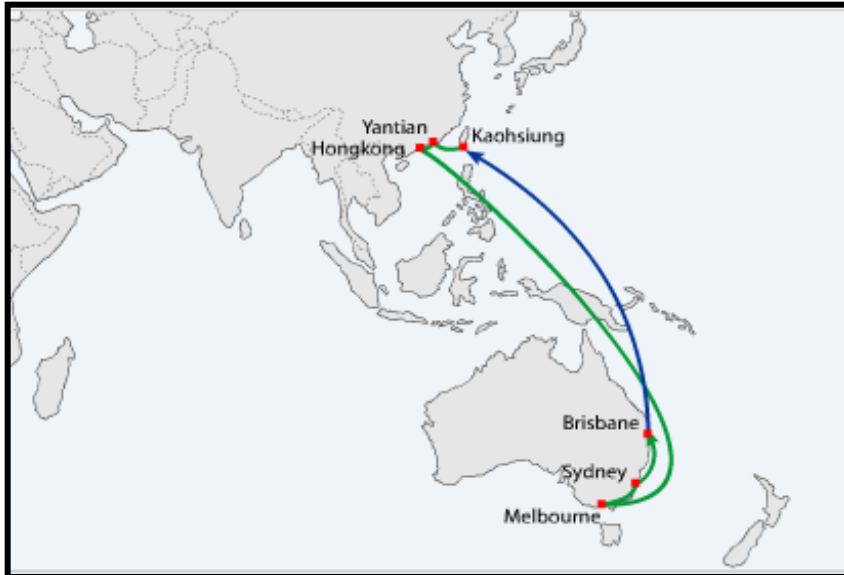 Yantian
Kaohsiung
Hongkong
Brisbane
Sydney
Melbourne